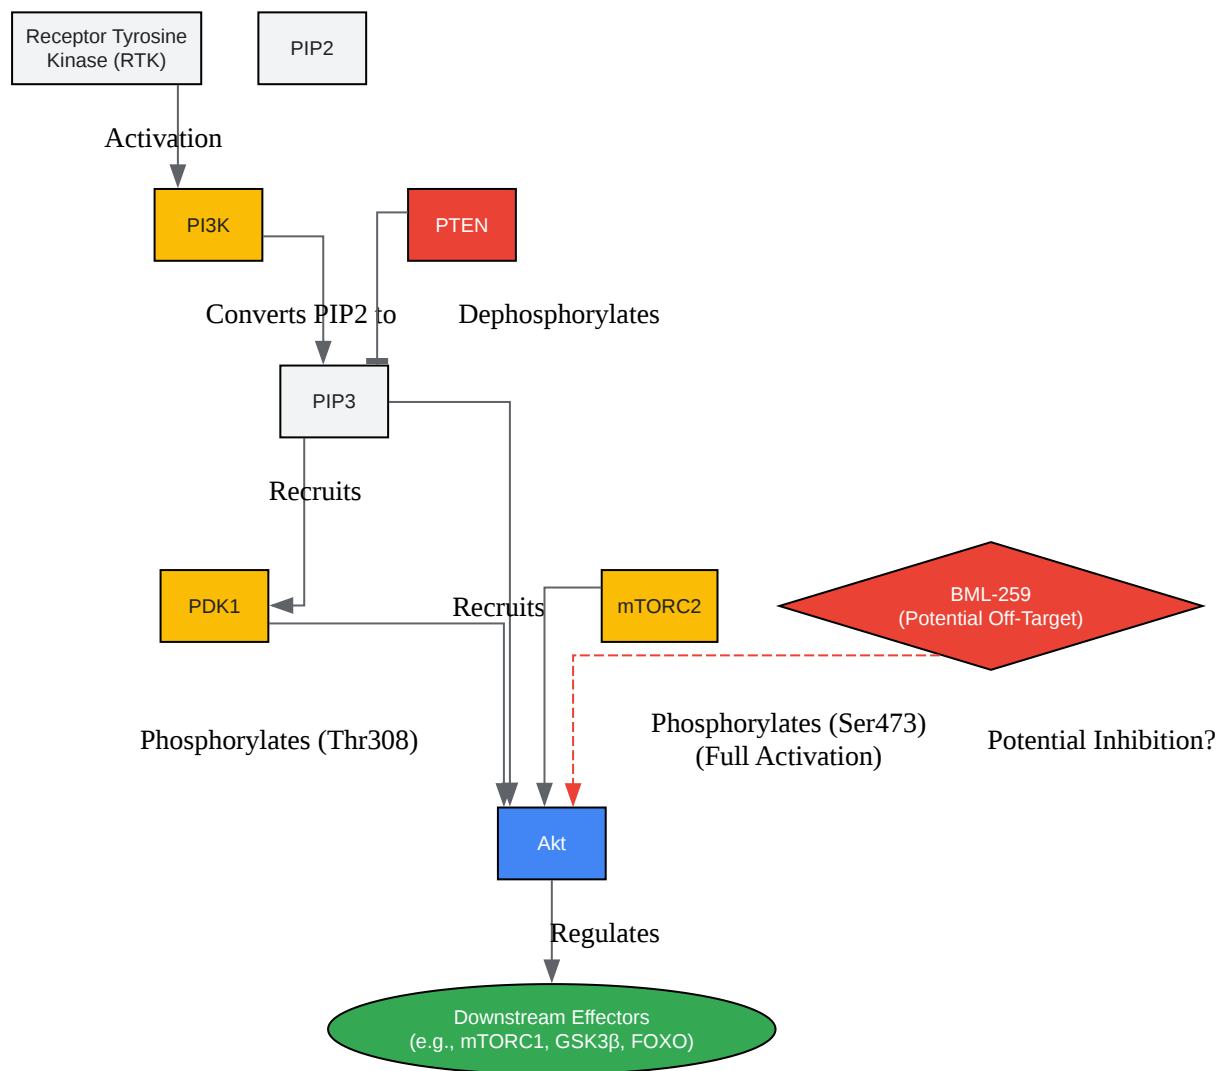 Receptor Tyrosine
Kinase (RTK)
PIP2
Activation
PI3K
PTEN
Converts PIP2 to
Dephosphorylates
PIP3
Recruits
PDK1
Recruits
mTORC2
BML-259
(Potential Off-Target)
Phosphorylates (Thr308)
Phosphorylates (Ser473)
(Full Activation)
Potential Inhibition?
Akt
Regulates
Downstream Effectors
(e.g., mTORC1, GSK3β, FOXO)